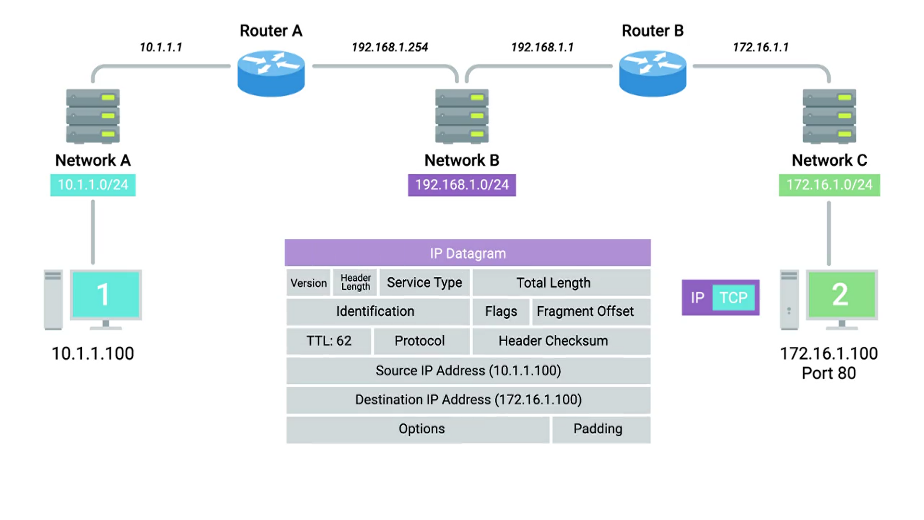 Router A
Router B
10.1.1.1
192.168.1.254
192.168.1.1
172.16.1.1
Network A
Network B
Network C
10.1.1.0/24
192.168.1.0/24
172.16.1.0/24
IP Datagram
Version
Header
Length
Service Type
Total Length
Identification
Flags
Fragment Offset
TTL: 62
Protocol
Header Checksum
Source IP Address (10.1.1.100)
Destination IP Address (172.16.1.100)
Options
Padding
1
10.1.1.100
IP
TCP
2
172.16.1.100
Port 80